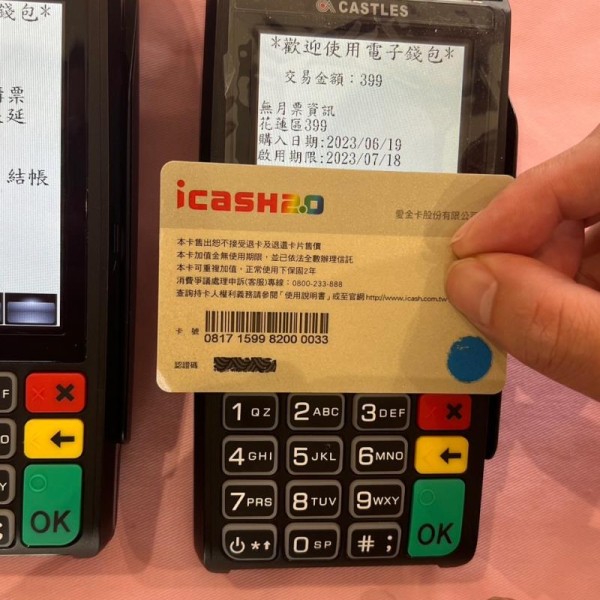 錢包*
購票
延
結帳
CASTLES
*歡迎使用電子錢包*
交易金額：399
無月票資訊
花蓮區399
購入日期:2023/06/19
啟用期限:2023/07/18
icash2.0
愛金卡股份有限公
本卡售出恕不接受退卡及退還卡片售價
本卡加值金無使用期限，並已依法全數辦理信託
本卡可重複加值，正常使用下保固2年
消費爭議處理申訴(客服)專線：0800-233-888
查詢持卡人權利義務請參閱「使用說明書」或至官網http://www.icash.com.tw
卡 號
0817 1599 8200 0033
認證碼
F
Y
OK
1 QZ 2 ABC 3 DEF
4 GHI 5 JKL 6 MNO
7 PRS 8 TUV 9 WXY
*↑ 0 SP # ;
OK